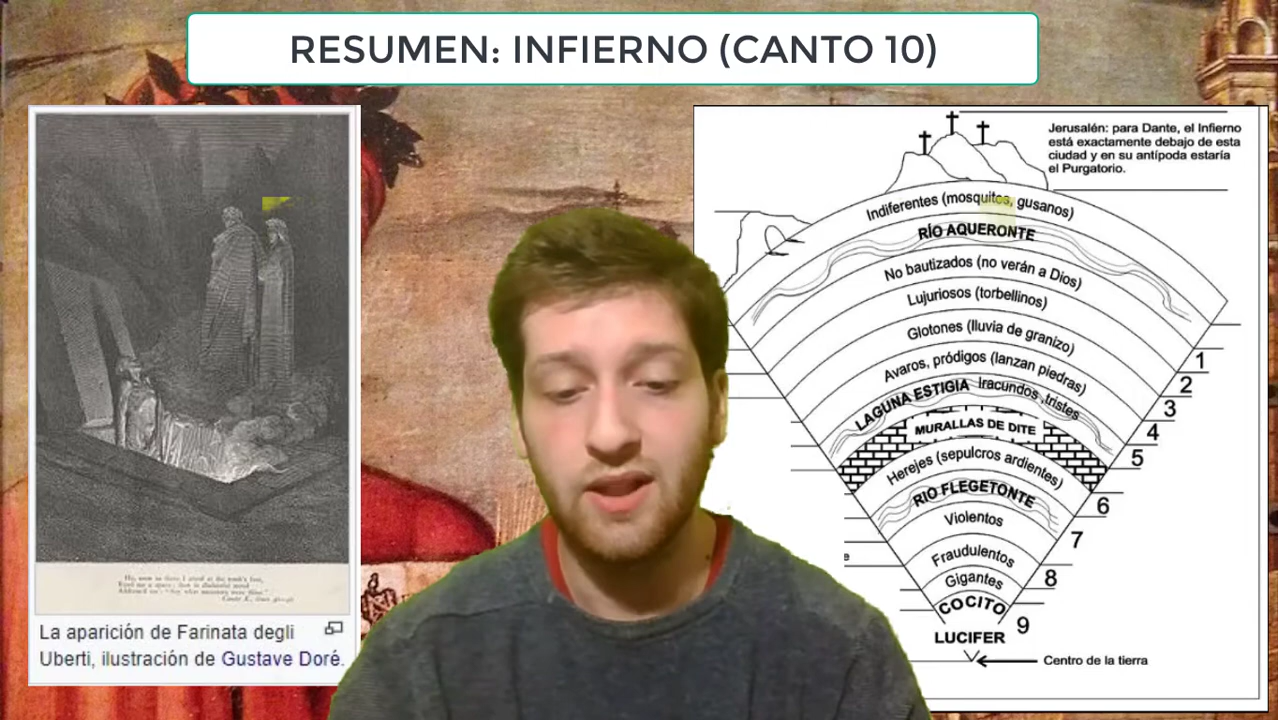 RESUMEN: INFIERNO (CANTO 10)
La aparición de Farinata degli
Uberti, ilustración de Gustave Doré.
Jerusalén: para Dante, el Infierno
está exactamente debajo de esta
ciudad y en su antípoda estaría
el Purgatorio.
Indiferentes (mosquitos, gusanos)
RÍO AQUERONTE
No bautizados (no verán a Dios)
Lujuriosos (torbellinos)
Glotones (lluvia de granizo)
Avaros, pródigos (lanzan piedras)
LAGUNA ESTIGIA Iracundos ,tristes
MURALLAS DE DITE
Herejes (sepulcros ardientes)
RIO FLEGETONTE
Violentos
Fraudulentos
Gigantes
COCITO
LUCIFER
Centro de la tierra
1
2
3
4
5
6
7
8
9